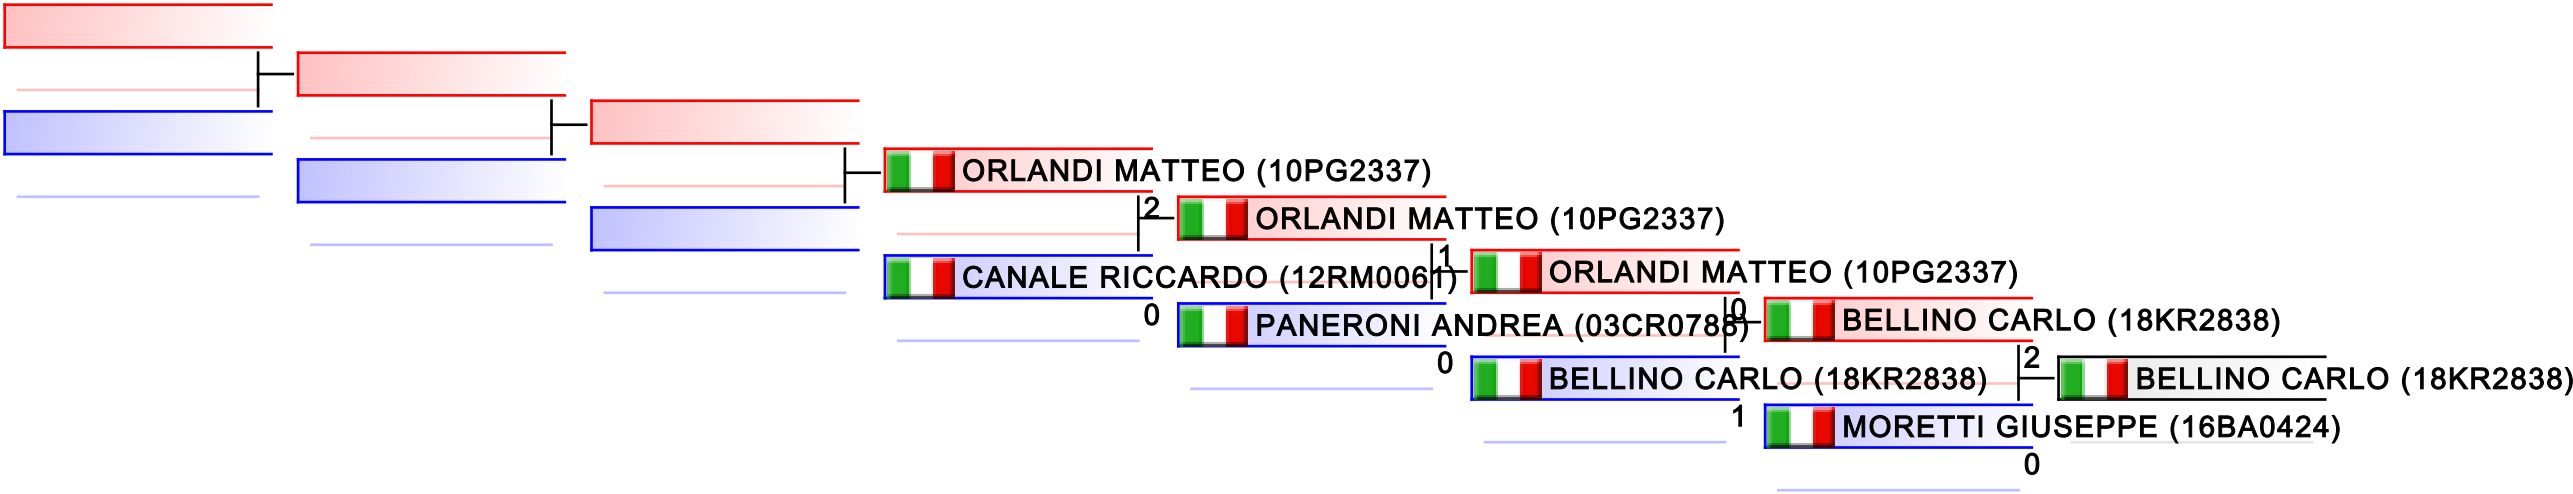 ORLANDI MATTEO (10PG2337)
2
CANALE RICCARDO (12RM0061)
0
ORLANDI MATTEO (10PG2337)
1
PANERONI ANDREA (03CR0788)
0
ORLANDI MATTEO (10PG2337)
0
BELLINO CARLO (18KR2838)
1
BELLINO CARLO (18KR2838)
2
MORETTI GIUSEPPE (16BA0424)
0
BELLINO CARLO (18KR2838)